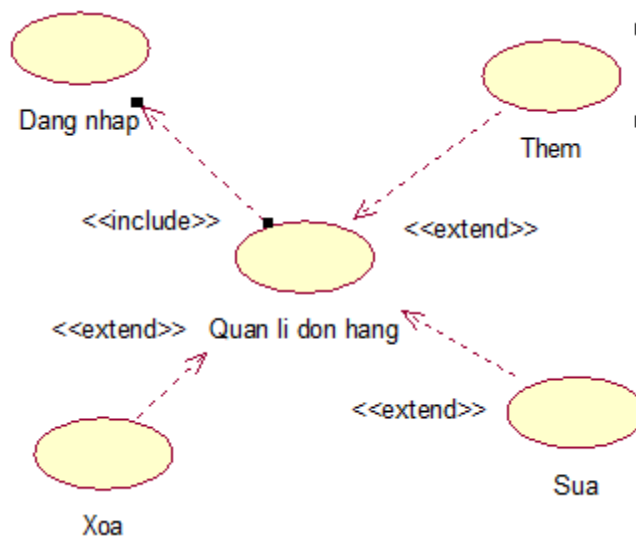 Dang nhap
Them
<<include>>
<<extend>>
<<extend>>
Quan li don hang
<<extend>>
Sua
Xoa